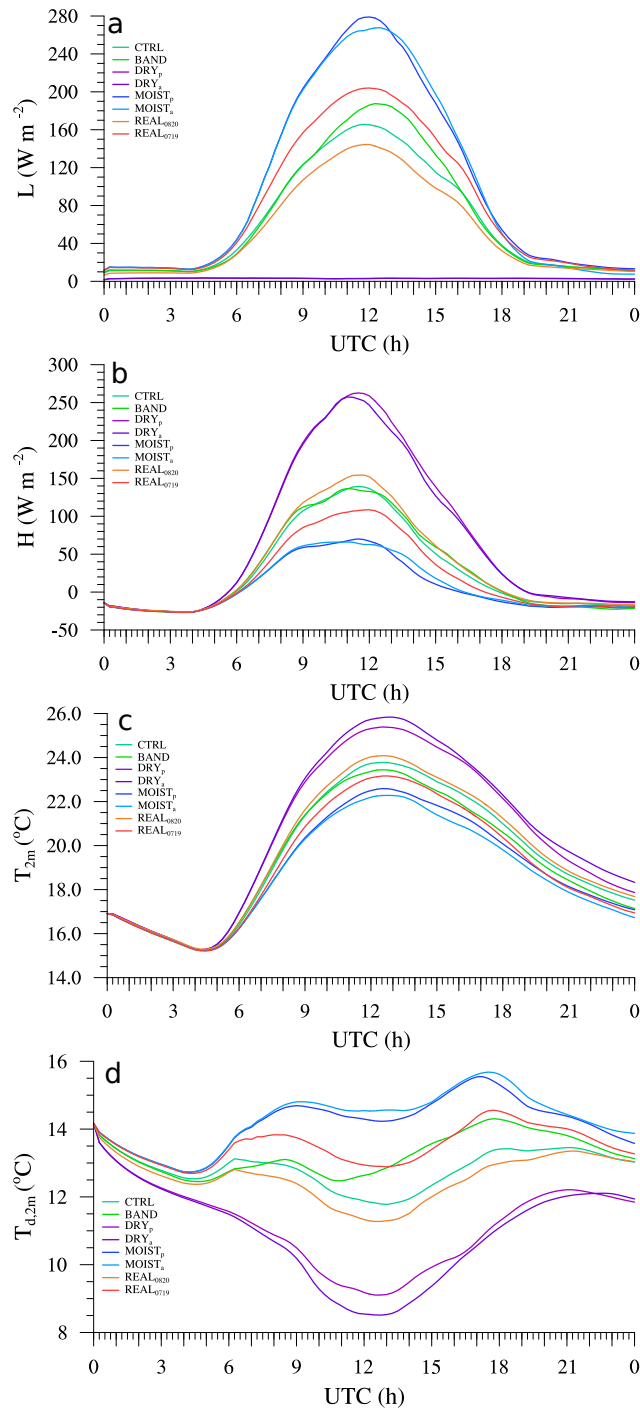 a
280
240
200
160
120
80
40
0
L (W m -2)
CTRL
BAND
DRYp
DRYa
MOISTp
MOISTa
REAL0820
REAL0719
0 3 6 9 12 15 18 21 0
UTC (h)
b
300
250
200
150
100
50
0
-50
H (W m -2)
CTRL
BAND
DRYp
DRYa
MOISTp
MOISTa
REAL0820
REAL0719
0 3 6 9 12 15 18 21 0
UTC (h)
c
26.0
24.0
22.0
20.0
18.0
16.0
14.0
T2m (°C)
CTRL
BAND
DRYp
DRYa
MOISTp
MOISTa
REAL0820
REAL0719
0 3 6 9 12 15 18 21 0
UTC (h)
d
16
14
12
10
8
Td,2m (°C)
CTRL
BAND
DRYp
DRYa
MOISTp
MOISTa
REAL0820
REAL0719
0 3 6 9 12 15 18 21 0
UTC (h)